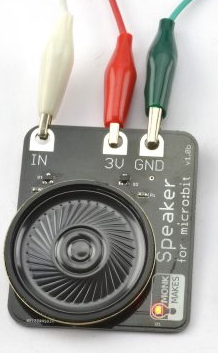 IN 3V GND
Speaker
for micro:bit
v1.0b
MONK
MAKES